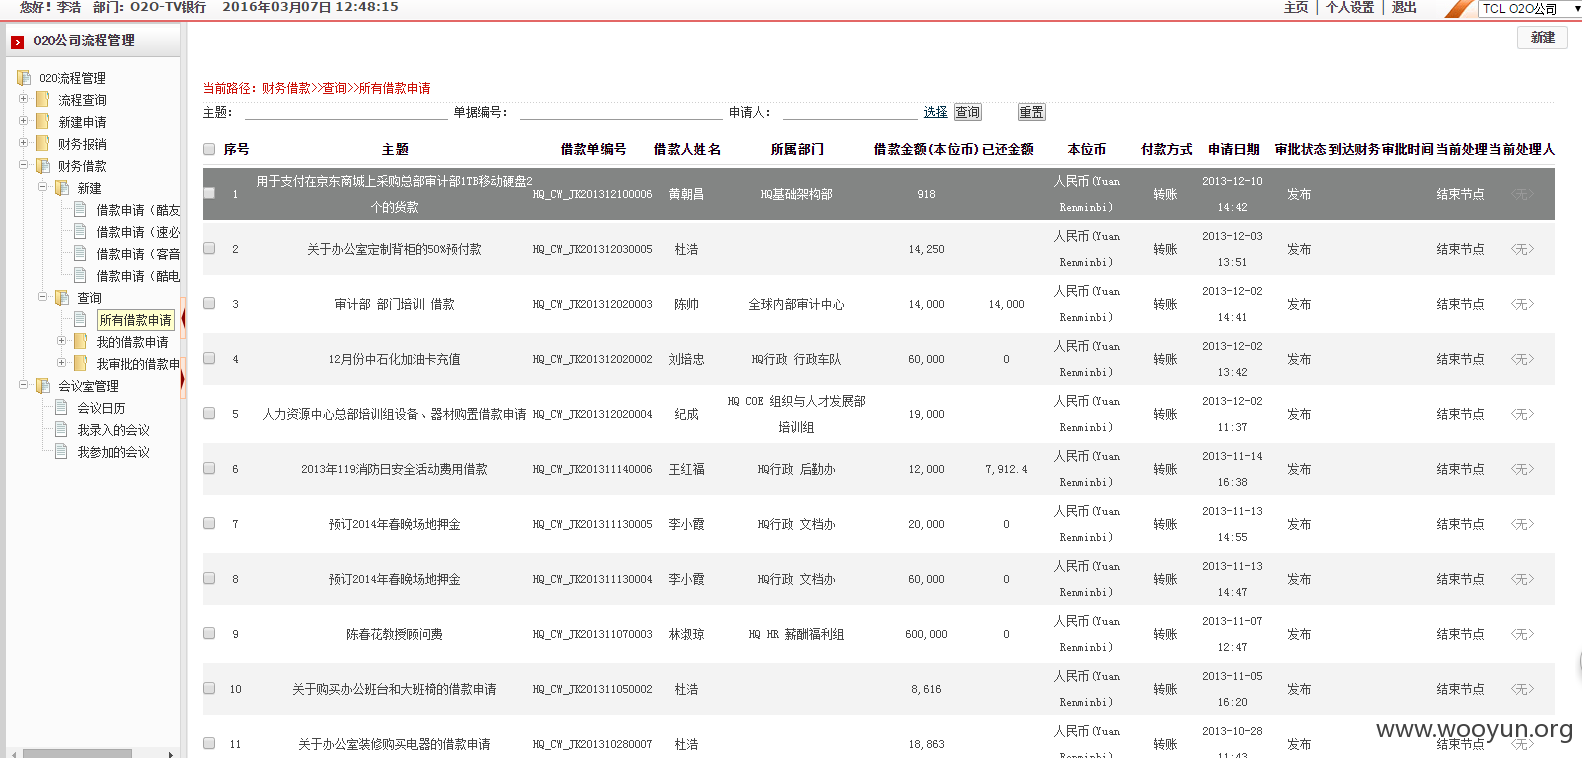 您好！李浩 部门：O2O-TV银行 2016年03月07日 12:48:15 主页 | 个人设置 | 退出 TCL O2O公司
O2O公司流程管理 新建
O2O流程管理
流程查询
新建申请
财务报销
财务借款
新建
借款申请（酷友
借款申请（速必
借款申请（客音
借款申请（酷电
查询
所有借款申请
我的借款申请
我审批的借款申
会议室管理
会议日历
我录入的会议
我参加的会议
当前路径：财务借款>>查询>>所有借款申请
主题： 单据编号： 申请人： 选择 查询 重置
序号 主题 借款单编号 借款人姓名 所属部门 借款金额(本位币) 已还金额 本位币 付款方式 申请日期 审批状态 到达财务审批时间 当前处理 当前处理人
1 用于支付在京东商城上采购总部审计部1TB移动硬盘2个的货款 HQ_CW_JK201312100006 黄朝昌 HQ基础架构部 918 人民币(Yuan Renminbi) 转账 2013-12-10 14:42 发布 结束节点 <无>
2 关于办公室定制背柜的50%预付款 HQ_CW_JK201312030005 杜浩 14,250 人民币(Yuan Renminbi) 转账 2013-12-03 13:51 发布 结束节点 <无>
3 审计部 部门培训 借款 HQ_CW_JK201312020003 陈帅 全球内部审计中心 14,000 14,000 人民币(Yuan Renminbi) 转账 2013-12-02 14:41 发布 结束节点 <无>
4 12月份中石化加油卡充值 HQ_CW_JK201312020002 刘培忠 HQ行政 行政车队 60,000 0 人民币(Yuan Renminbi) 转账 2013-12-02 13:42 发布 结束节点 <无>
5 人力资源中心总部培训组设备、器材购置借款申请 HQ_CW_JK201312020004 纪成 HQ COE 组织与人才发展部 培训组 19,000 人民币(Yuan Renminbi) 转账 2013-12-02 11:37 发布 结束节点 <无>
6 2013年119消防日安全活动费用借款 HQ_CW_JK201311140006 王红福 HQ行政 后勤办 12,000 7,912.4 人民币(Yuan Renminbi) 转账 2013-11-14 16:38 发布 结束节点 <无>
7 预订2014年春晚场地押金 HQ_CW_JK201311130005 李小霞 HQ行政 文档办 20,000 0 人民币(Yuan Renminbi) 转账 2013-11-13 14:55 发布 结束节点 <无>
8 预订2014年春晚场地押金 HQ_CW_JK201311130004 李小霞 HQ行政 文档办 60,000 0 人民币(Yuan Renminbi) 转账 2013-11-13 14:47 发布 结束节点 <无>
9 陈春花教授顾问费 HQ_CW_JK201311070003 林淑琼 HQ HR 薪酬福利组 600,000 0 人民币(Yuan Renminbi) 转账 2013-11-07 12:47 发布 结束节点 <无>
10 关于购买办公班台和大班椅的借款申请 HQ_CW_JK201311050002 杜浩 8,616 人民币(Yuan Renminbi) 转账 2013-11-05 16:20 发布 结束节点 <无>
11 关于办公室装修购买电器的借款申请 HQ_CW_JK201310280007 杜浩 18,863 人民币(Yuan Renminbi) 转账 2013-10-28 11:43 发布 结束节点 <无>
www.wooyun.org